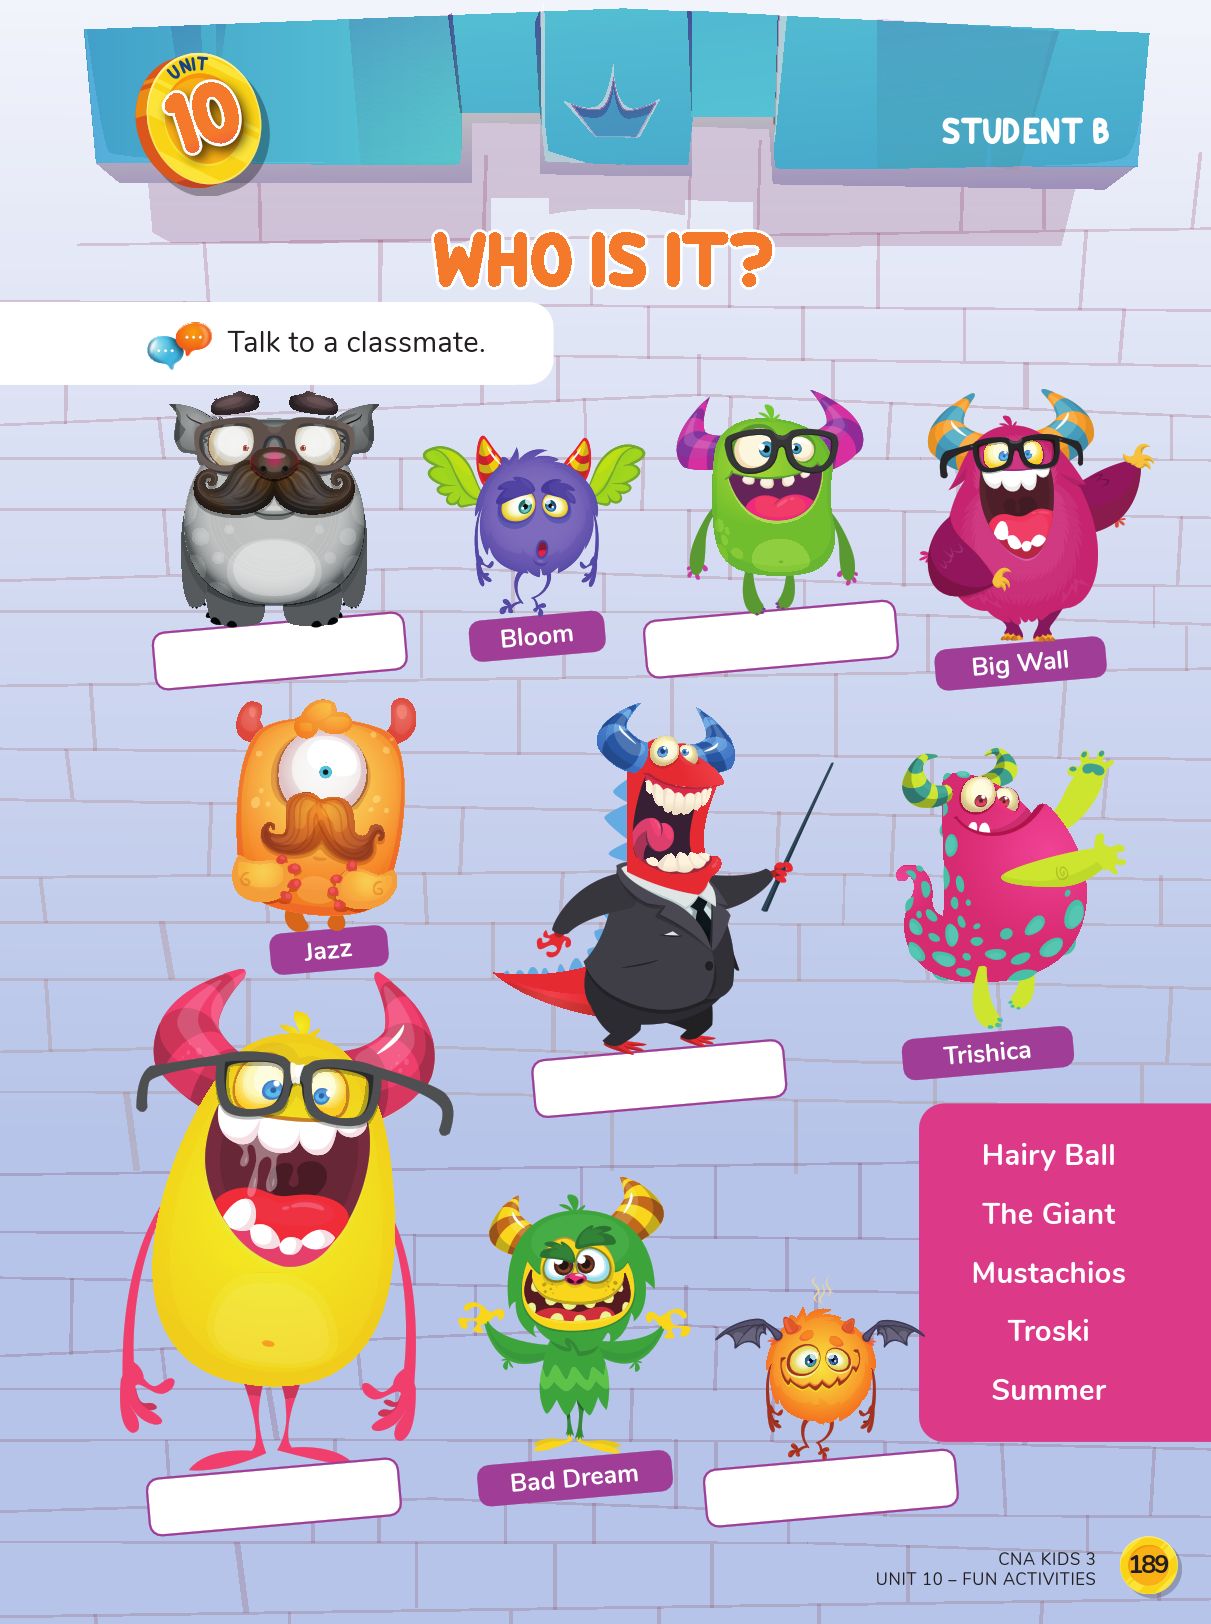 UNIT
10
STUDENT B
WHO IS IT?
Talk to a classmate.
Bloom
Big Wall
Jazz
Trishica
Hairy Ball
The Giant
Mustachios
Troski
Summer
Bad Dream
CNA KIDS 3
UNIT 10 – FUN ACTIVITIES
189